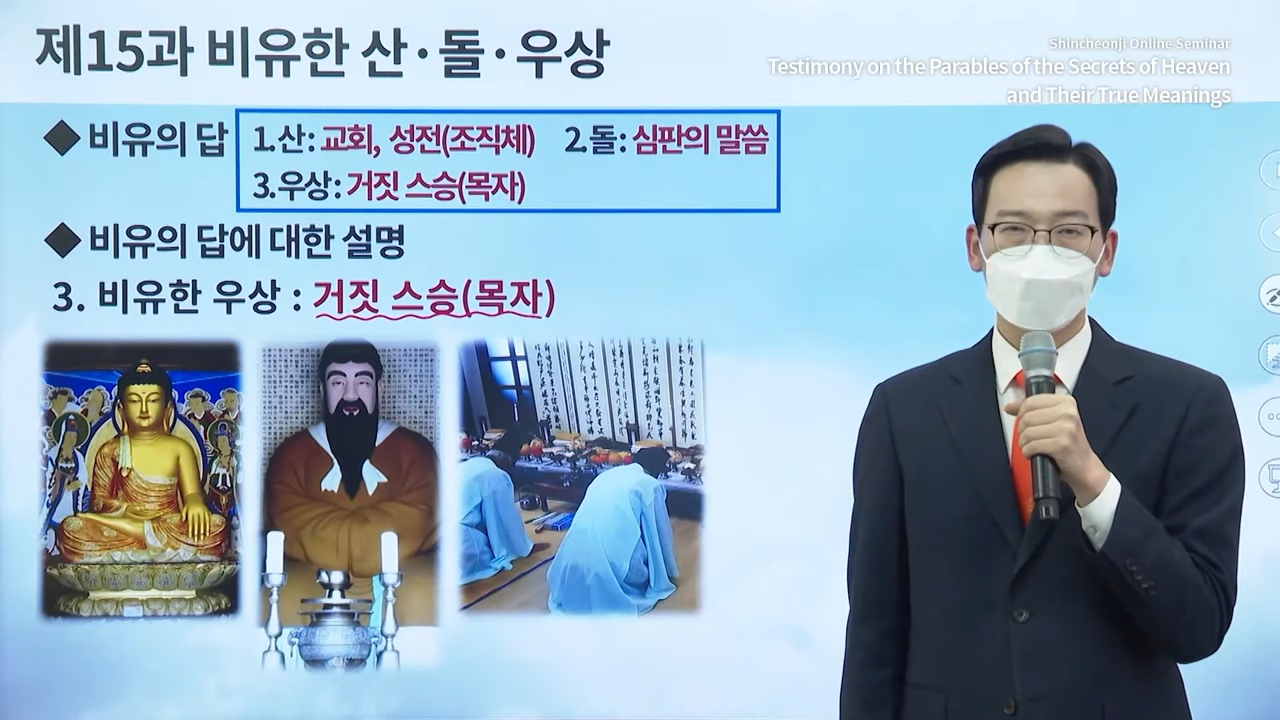 제15과 비유한 산·돌·우상
Shincheonji Online Seminar
Testimony on the Parables of the Secrets of Heaven
and Their True Meanings
◆ 비유의 답
1.산: 교회, 성전(조직체) 2.돌: 심판의 말씀
3.우상: 거짓 스승(목자)
◆ 비유의 답에 대한 설명
3. 비유한 우상 : 거짓 스승(목자)